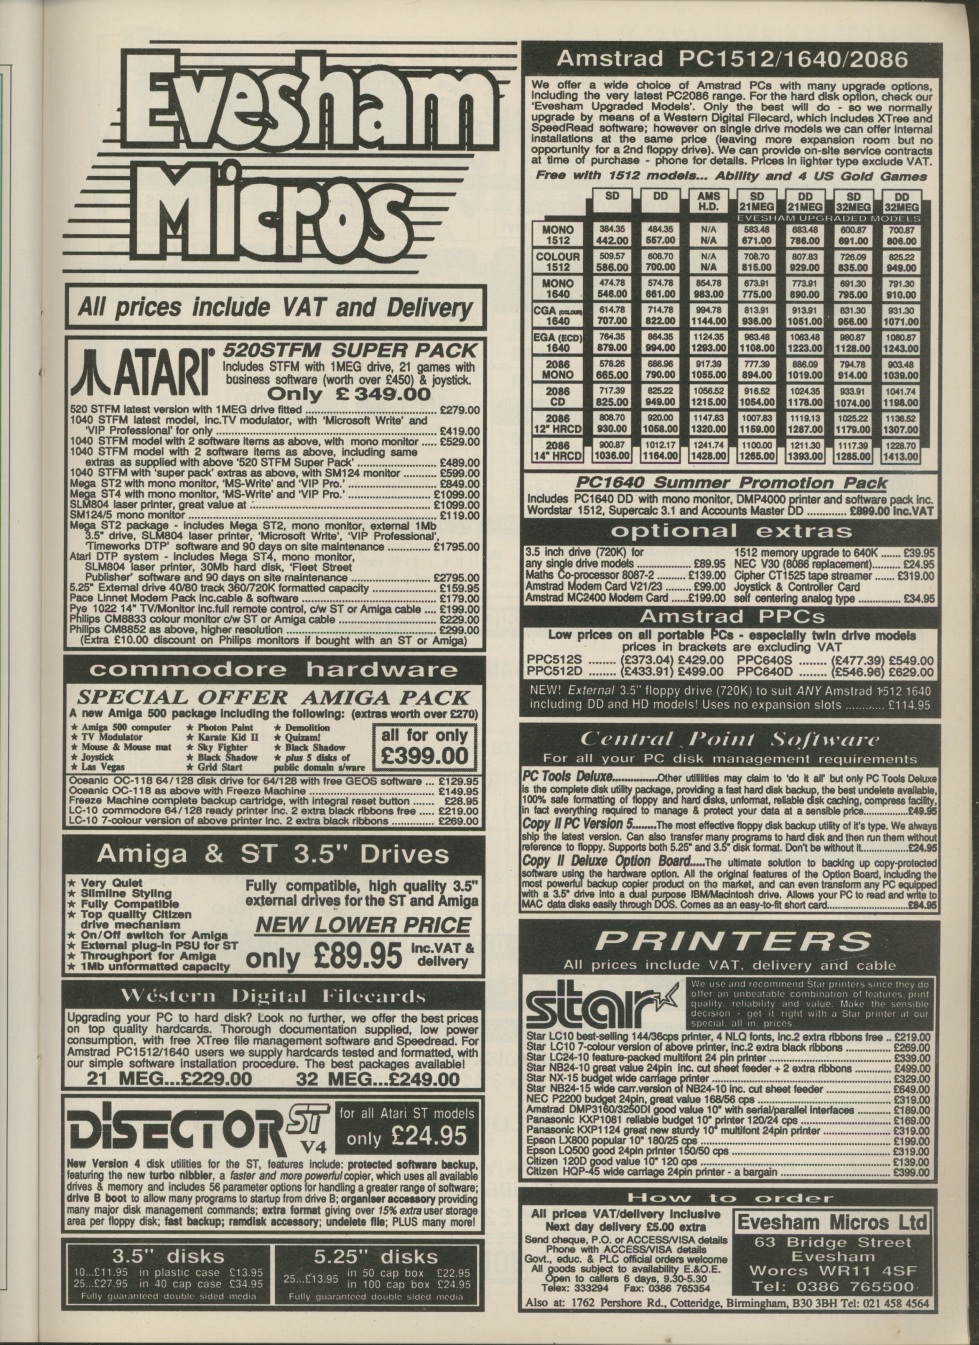 Evesham
Micros
All prices include VAT and Delivery
ATARI
520STFM SUPER PACK
Includes STFM with 1MEG drive, 21 games with
business software (worth over £450) & joystick.
Only £349.00
520 STFM latest version with 1MEG drive fitted ........ £279.00
1040 STFM latest model, inc.TV modulator, with 'Microsoft Write' and
'VIP Professional' for only ........ £419.00
1040 STFM model with 2 software items as above, with mono monitor .... £529.00
1040 STFM model with 2 software items as above, including same
extras as supplied with above '520 STFM Super Pack' ........ £489.00
1040 STFM with 'super pack' extras as above, with SM124 monitor ..... £599.00
Mega ST2 with mono monitor, 'MS-Write' and 'VIP Pro.' ........ £849.00
Mega ST4 with mono monitor, 'MS-Write' and 'VIP Pro.' ........ £1099.00
SLM804 laser printer, great value at ........ £1099.00
SM124/5 mono monitor ........ £119.00
Mega ST2 package - includes Mega ST2, mono monitor, external 1Mb
3.5" drive, SLM804 laser printer, 'Microsoft Write', 'VIP Professional',
'Timeworks DTP' software and 90 days on site maintenance ........ £1795.00
Atari DTP system - includes Mega ST4, mono monitor,
SLM804 laser printer, 30Mb hard disk, 'Fleet Street
Publisher' software and 90 days on site maintenance ........ £2795.00
5.25" External drive 40/80 track 360/720K formatted capacity ........ £159.95
Pace Linnet Modem Pack inc.cable & software ........ £179.00
Pye 1022 14" TV/Monitor inc.full remote control, c/w ST or Amiga cable .... £199.00
Philips CM8833 colour monitor c/w ST or Amiga cable ........ £229.00
Philips CM8852 as above, higher resolution ........ £299.00
(Extra £10.00 discount on Philips monitors if bought with an ST or Amiga)
commodore hardware
SPECIAL OFFER AMIGA PACK
A new Amiga 500 package including the following: (extras worth over £270)
★ Amiga 500 computer ★ Photon Paint ★ Demolition
★ TV Modulator ★ Karate Kid II ★ Quizam!
★ Mouse & Mouse mat ★ Sky Fighter ★ Black Shadow
★ Joystick ★ Black Shadow ★ plus 5 disks of
★ Las Vegas ★ Grid Start public domain s/ware
all for only
£399.00
Oceanic OC-118 64/128 disk drive for 64/128 with free GEOS software ... £129.95
Oceanic OC-118 as above with Freeze Machine ........ £149.95
Freeze Machine complete backup cartridge, with integral reset button ...... £28.95
LC-10 commodore 64/128 ready printer inc. 2 extra black ribbons free .... £219.00
LC-10 7-colour version of above printer inc. 2 extra black ribbons ........ £269.00
Amiga & ST 3.5" Drives
★ Very Quiet
★ Slimline Styling
★ Fully Compatible
★ Top quality Citizen
drive mechanism
★ On/Off switch for Amiga
★ External plug-in PSU for ST
★ Throughport for Amiga
★ 1Mb unformatted capacity
Fully compatible, high quality 3.5"
external drives for the ST and Amiga
NEW LOWER PRICE
only £89.95 inc.VAT & delivery
Western Digital Filecards
Upgrading your PC to hard disk? Look no further, we offer the best prices
on top quality hardcards. Thorough documentation supplied, low power
consumption, with free XTree file management software and Speedread. For
Amstrad PC1512/1640 users we supply hardcards tested and formatted, with
our simple software installation procedure. The best packages available!
21 MEG...£229.00 32 MEG...£249.00
DISECTOR ST V4
for all Atari ST models
only £24.95
New Version 4 disk utilities for the ST, features include: protected software backup,
featuring the new turbo nibbler, a faster and more powerful copier, which uses all available
drives & memory and includes 56 parameter options for handling a greater range of software;
drive B boot to allow many programs to startup from drive B; organiser accessory providing
many major disk management commands; extra format giving over 15% extra user storage
area per floppy disk; fast backup; ramdisk accessory; undelete file; PLUS many more!
3.5" disks
10...£11.95 in plastic case £13.95
25...£27.95 in 40 cap case £34.95
Fully guaranteed double sided media
5.25" disks
25...£13.95 in 50 cap box £22.95
in 100 cap box £24.95
Fully guaranteed double sided media
Amstrad PC1512/1640/2086
We offer a wide choice of Amstrad PCs with many upgrade options,
including the very latest PC2086 range. For the hard disk option, check our
'Evesham Upgraded Models'. Only the best will do - so we normally
upgrade by means of a Western Digital Filecard, which includes XTree and
SpeedRead software; however on single drive models we can offer internal
installations at the same price (leaving more expansion room but no
opportunity for a 2nd floppy drive). We can provide on-site service contracts
at time of purchase - phone for details. Prices in lighter type exclude VAT.
Free with 1512 models... Ability and 4 US Gold Games
SD DD AMS H.D. SD 21MEG DD 21MEG SD 32MEG DD 32MEG
EVESHAM UPGRADED MODELS
MONO 384.35 484.35 N/A 583.48 683.48 600.87 700.87
1512 442.00 557.00 N/A 671.00 786.00 691.00 806.00
COLOUR 509.57 608.70 N/A 708.70 807.83 726.09 825.22
1512 586.00 700.00 N/A 815.00 929.00 835.00 949.00
MONO 474.78 574.78 854.78 673.91 773.91 691.30 791.30
1640 546.00 661.00 983.00 775.00 890.00 795.00 910.00
CGA (COLOUR) 614.78 714.78 994.78 813.91 913.91 831.30 931.30
1640 707.00 822.00 1144.00 936.00 1051.00 956.00 1071.00
EGA (ECD) 764.35 864.35 1124.35 963.48 1063.48 980.87 1080.87
1640 879.00 994.00 1293.00 1108.00 1223.00 1128.00 1243.00
2086 578.26 686.96 917.39 777.39 886.09 794.78 903.48
MONO 665.00 790.00 1055.00 894.00 1019.00 914.00 1039.00
2086 717.39 825.22 1056.52 916.52 1024.35 933.91 1041.74
CD 825.00 949.00 1215.00 1054.00 1178.00 1074.00 1198.00
2086 808.70 920.00 1147.83 1007.83 1119.13 1025.22 1136.52
12" HRCD 930.00 1058.00 1320.00 1159.00 1287.00 1179.00 1307.00
2086 900.87 1012.17 1241.74 1100.00 1211.30 1117.39 1228.70
14" HRCD 1036.00 1164.00 1428.00 1265.00 1393.00 1285.00 1413.00
PC1640 Summer Promotion Pack
Includes PC1640 DD with mono monitor, DMP4000 printer and software pack inc.
Wordstar 1512, Supercalc 3.1 and Accounts Master DD .......... £899.00 inc.VAT
optional extras
3.5 inch drive (720K) for
any single drive models ........ £89.95
Maths Co-processor 8087-2 ........ £139.00
Amstrad Modem Card V21/23 ........ £99.00
Amstrad MC2400 Modem Card ....£199.00
1512 memory upgrade to 640K ..... £39.95
NEC V30 (8086 replacement)........£24.95
Cipher CT1525 tape streamer ...... £319.00
Joystick & Controller Card
self centering analog type ........ £34.95
Amstrad PPCs
Low prices on all portable PCs - especially twin drive models
prices in brackets are excluding VAT
PPC512S ........ (£373.04) £429.00 PPC640S ........ (£477.39) £549.00
PPC512D ........ (£433.91) £499.00 PPC640D ........ (£546.96) £629.00
NEW! External 3.5" floppy drive (720K) to suit ANY Amstrad 1512 1640
including DD and HD models! Uses no expansion slots ........... £114.95
Central Point Software
For all your PC disk management requirements
PC Tools Deluxe..............Other utilities may claim to 'do it all' but only PC Tools Deluxe
is the complete disk utility package, providing a fast hard disk backup, the best undelete available,
100% safe formatting of floppy and hard disks, unformat, reliable disk caching, compress facility,
in fact everything required to manage & protect your data at a sensible price........£49.95
Copy II PC Version 5........The most effective floppy disk backup utility of it's type. We always
ship the latest version. Can also transfer many programs to hard disk and then run them without
reference to floppy. Supports both 5.25" and 3.5" disk format. Don't be without it........£24.95
Copy II Deluxe Option Board.....The ultimate solution to backing up copy-protected
software using the hardware option. All the original features of the Option Board, including the
most powerful backup copier product on the market, and can even transform any PC equipped
with a 3.5" drive into a dual purpose IBM/Macintosh drive. Allows your PC to read and write to
MAC data disks easily through DOS. Comes as an easy-to-fit short card........£84.95
PRINTERS
All prices include VAT, delivery and cable
star
We use and recommend Star printers since they do
offer an unbeatable combination of features, print
quality, reliability and value. Make the sensible
decision - get it right with a Star printer at our
special, all in, prices.
Star LC10 best-selling 144/36cps printer, 4 NLQ fonts, inc.2 extra ribbons free .. £219.00
Star LC10 7-colour version of above printer, inc.2 extra black ribbons ........ £269.00
Star LC24-10 feature-packed multifont 24 pin printer ........ £339.00
Star NB24-10 great value 24pin inc. cut sheet feeder + 2 extra ribbons ........ £499.00
Star NX-15 budget wide carriage printer ........ £329.00
Star NB24-15 wide carr.version of NB24-10 inc. cut sheet feeder ........ £649.00
NEC P2200 budget 24pin, great value 168/56 cps ........ £319.00
Amstrad DMP3160/3250DI good value 10" with serial/parallel interfaces ........ £189.00
Panasonic KXP1081 reliable budget 10" printer 120/24 cps ........ £169.00
Panasonic KXP1124 great new sturdy 10" multifont 24pin printer ........ £319.00
Epson LX800 popular 10" 180/25 cps ........ £199.00
Epson LQ500 good 24pin printer 150/50 cps ........ £319.00
Citizen 120D good value 10" 120 cps ........ £139.00
Citizen HQP-45 wide carriage 24pin printer - a bargain ........ £399.00
How to order
All prices VAT/delivery inclusive
Next day delivery £5.00 extra
Send cheque, P.O. or ACCESS/VISA details
Phone with ACCESS/VISA details
Govt., educ. & PLC official orders welcome
All goods subject to availability E.&O.E.
Open to callers 6 days, 9.30-5.30
Telex: 333294 Fax: 0386 765354
Evesham Micros Ltd
63 Bridge Street
Evesham
Worcs WR11 4SF
Tel: 0386 765500
Also at: 1762 Pershore Rd., Cotteridge, Birmingham, B30 3BH Tel: 021 458 4564